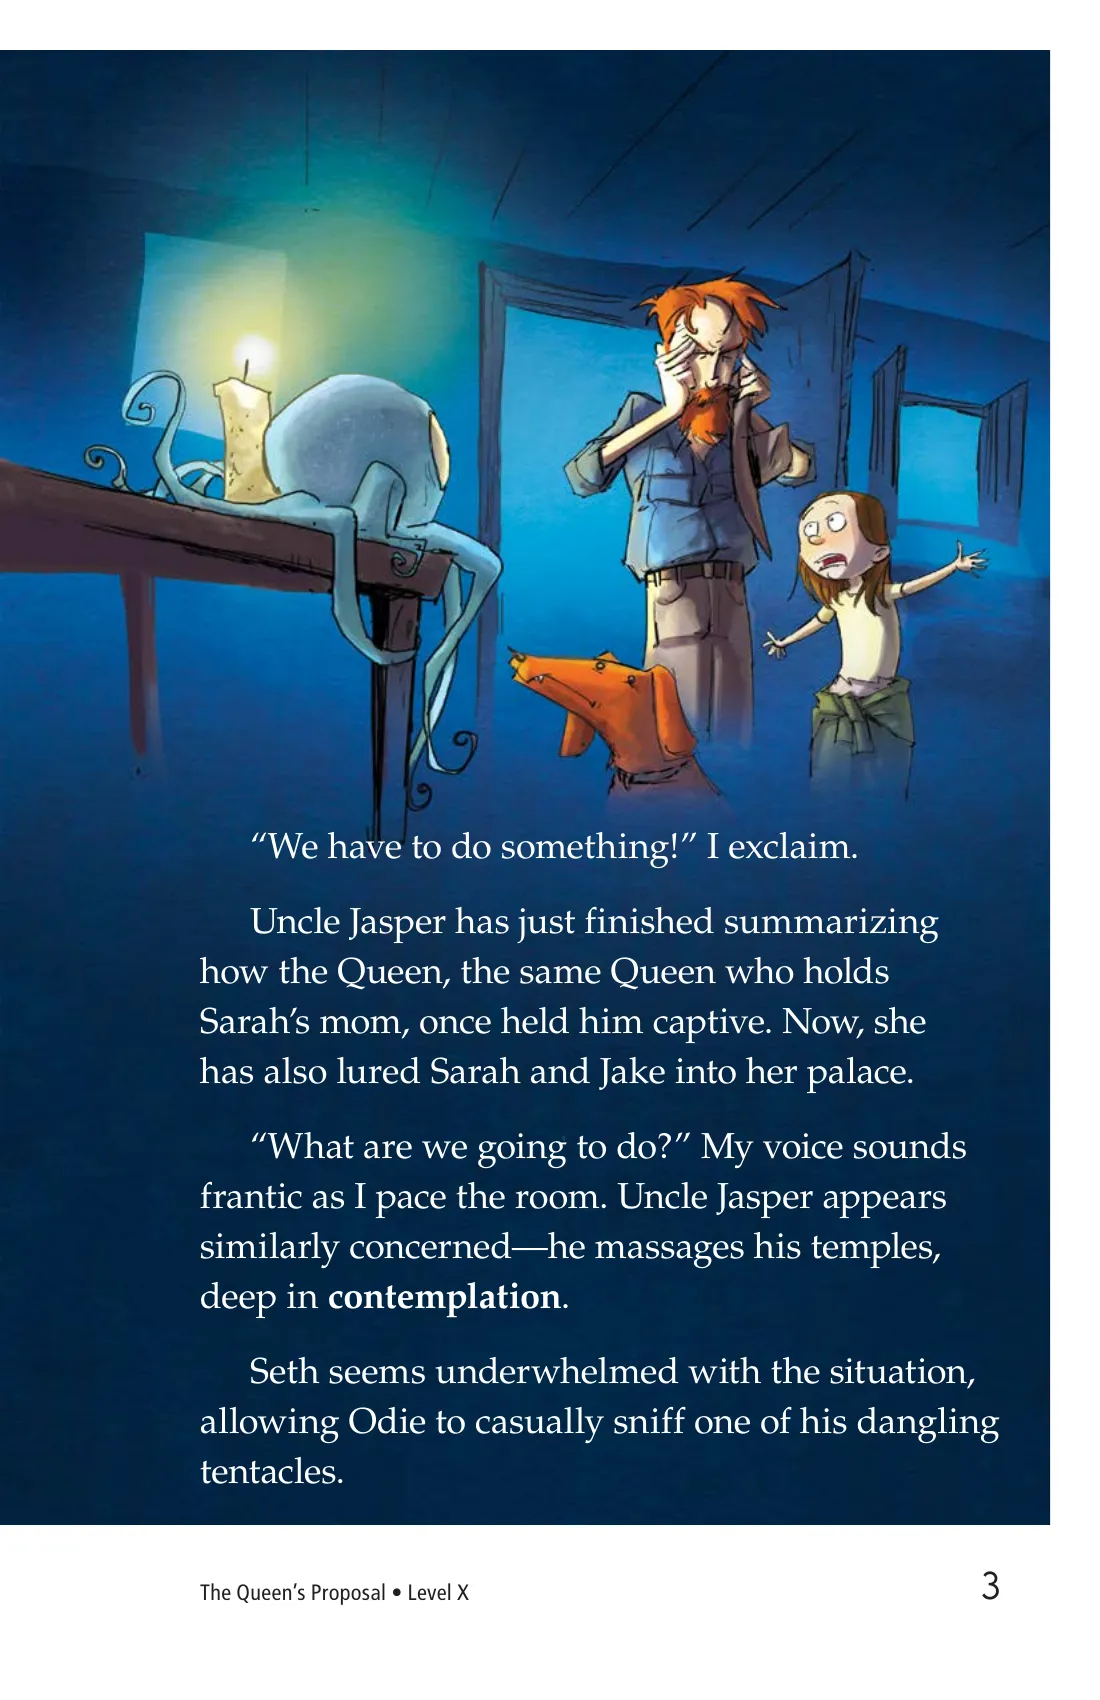 “We have to do something!” I exclaim.
Uncle Jasper has just finished summarizing
how the Queen, the same Queen who holds
Sarah’s mom, once held him captive. Now, she
has also lured Sarah and Jake into her palace.
“What are we going to do?” My voice sounds
frantic as I pace the room. Uncle Jasper appears
similarly concerned—he massages his temples,
deep in contemplation.
Seth seems underwhelmed with the situation,
allowing Odie to casually sniff one of his dangling
tentacles.
The Queen’s Proposal • Level X
3